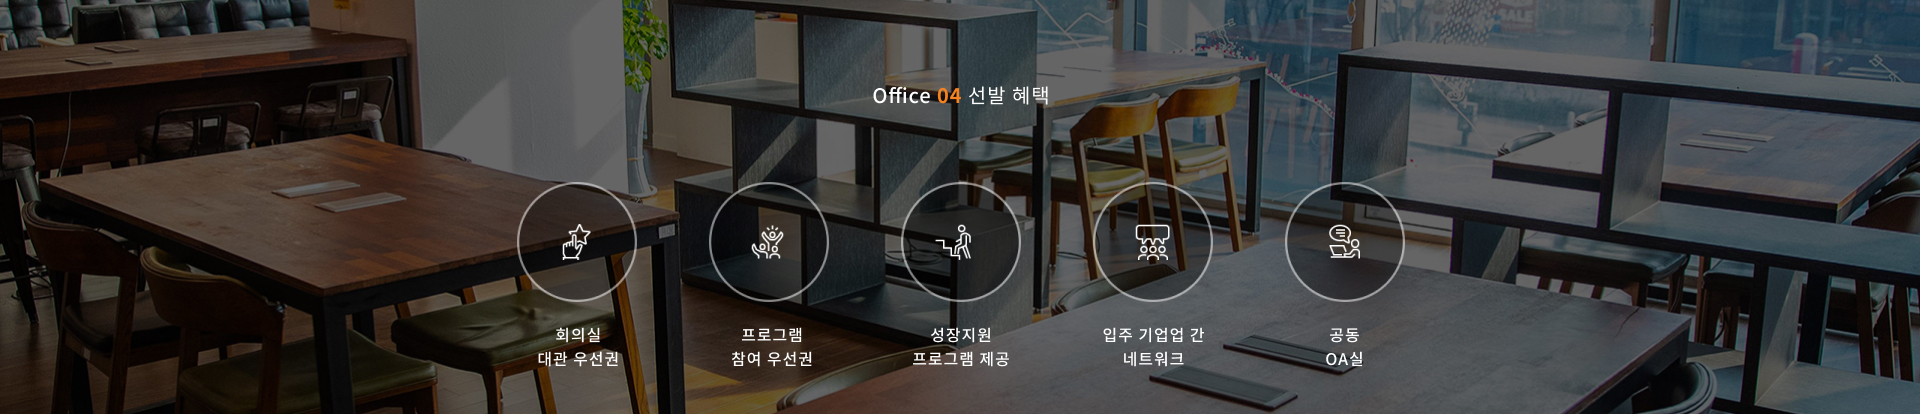 Office 04 선발 혜택
회의실
대관 우선권
프로그램
참여 우선권
성장지원
프로그램 제공
입주 기업업 간
네트워크
공동
OA실